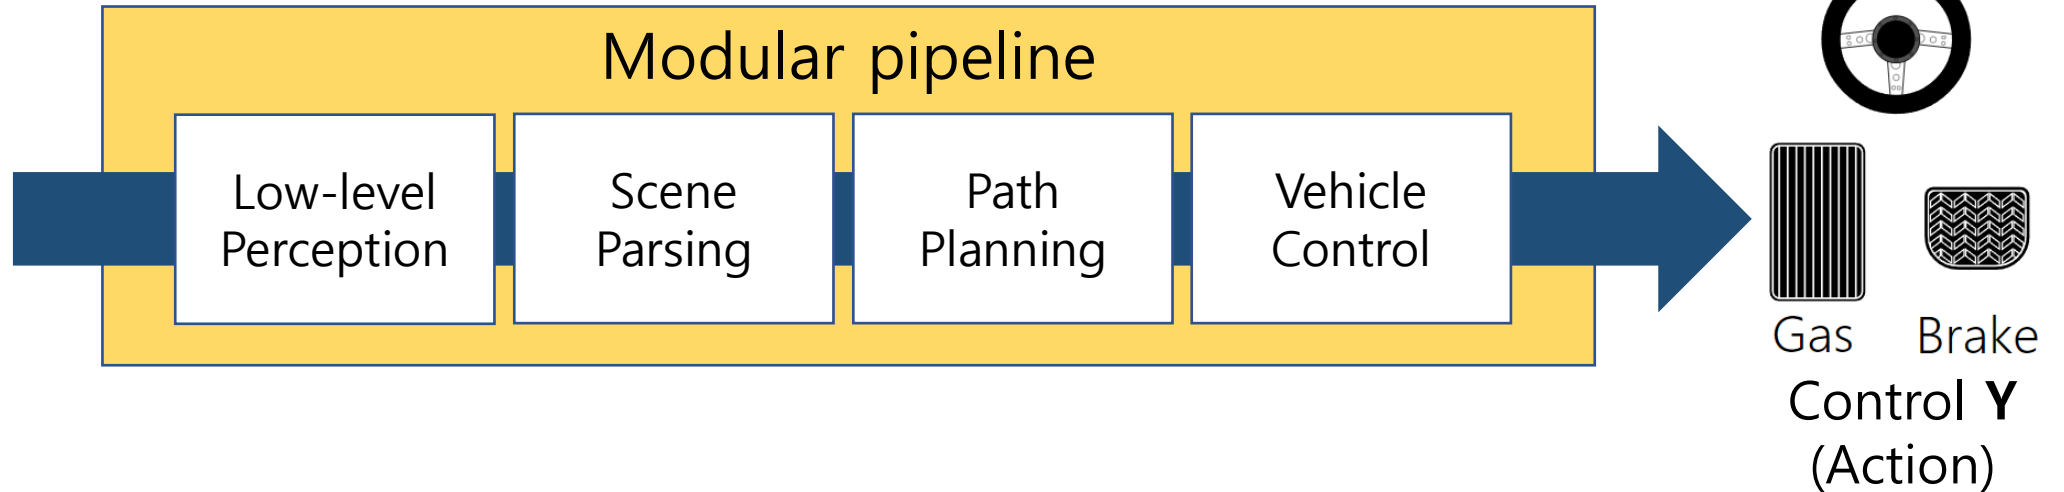 Modular pipeline
Low-level
Perception
Scene
Parsing
Path
Planning
Vehicle
Control
Gas
Brake
Control Y
(Action)